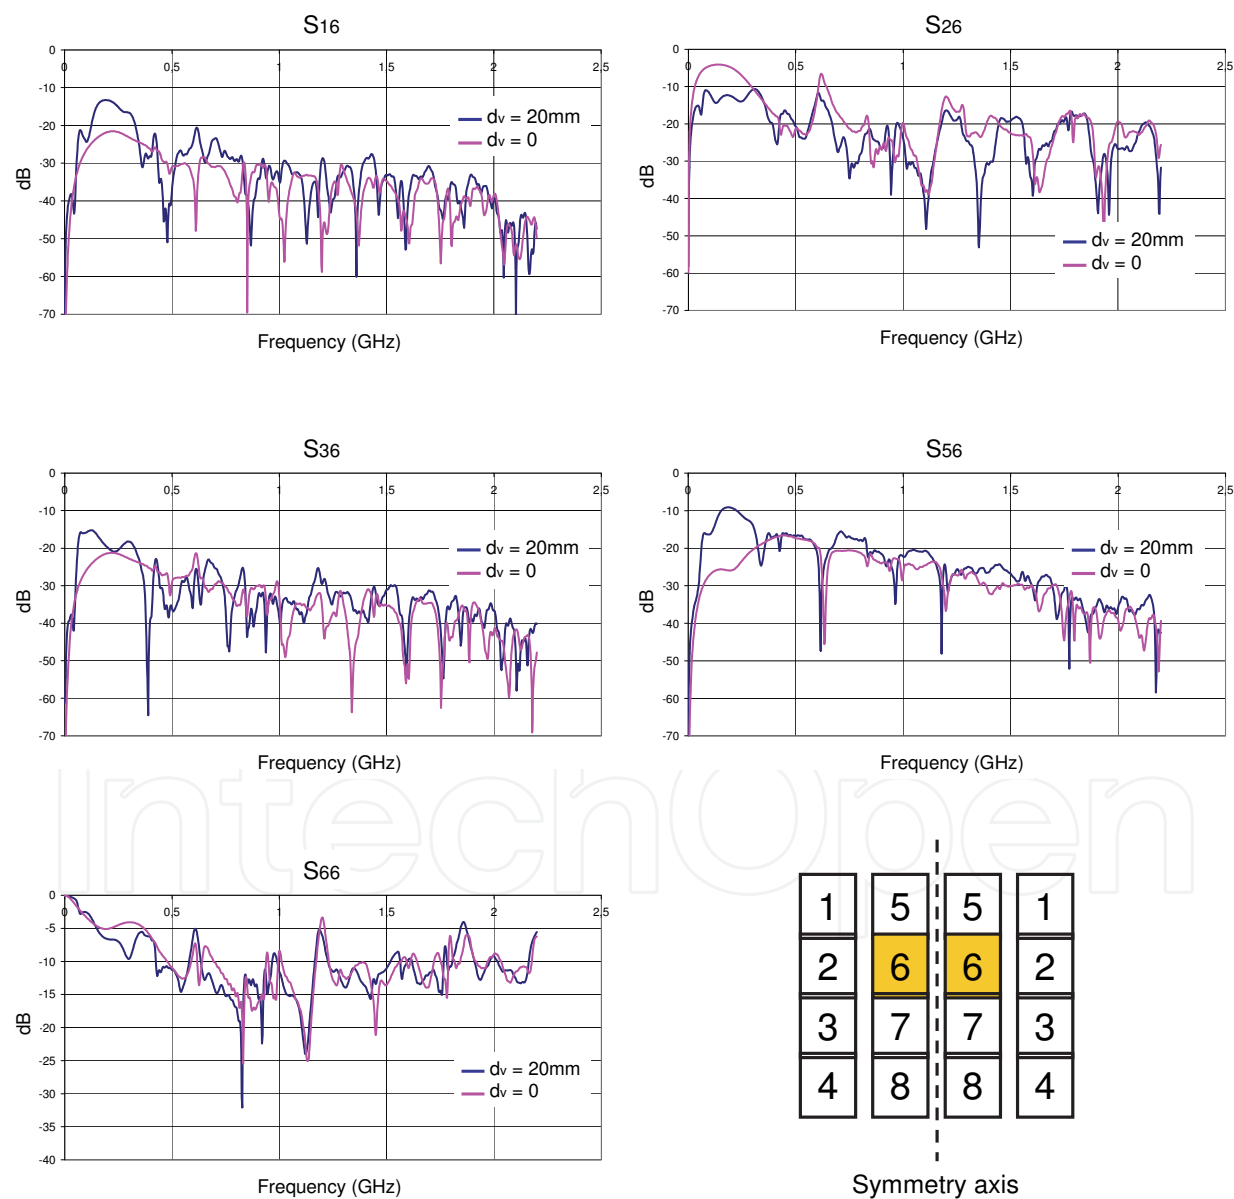 S16
0
-10
-20
-30
-40
-50
-60
-70
0 0.5 1 1.5 2 2.5
dB
dv = 20mm
dv = 0
Frequency (GHz)
S26
0
-10
-20
-30
-40
-50
-60
-70
0 0.5 1 1.5 2 2.5
dB
dv = 20mm
dv = 0
Frequency (GHz)
S36
0
-10
-20
-30
-40
-50
-60
-70
0 0.5 1 1.5 2 2.5
dB
dv = 20mm
dv = 0
Frequency (GHz)
S56
0
-10
-20
-30
-40
-50
-60
-70
0 0.5 1 1.5 2 2.5
dB
dv = 20mm
dv = 0
Frequency (GHz)
IntechOpen
S66
0
-5
-10
-15
-20
-25
-30
-35
-40
0 0.5 1 1.5 2 2.5
dB
dv = 20mm
dv = 0
Frequency (GHz)
1 5 5 1
2 6 6 2
3 7 7 3
4 8 8 4
Symmetry axis